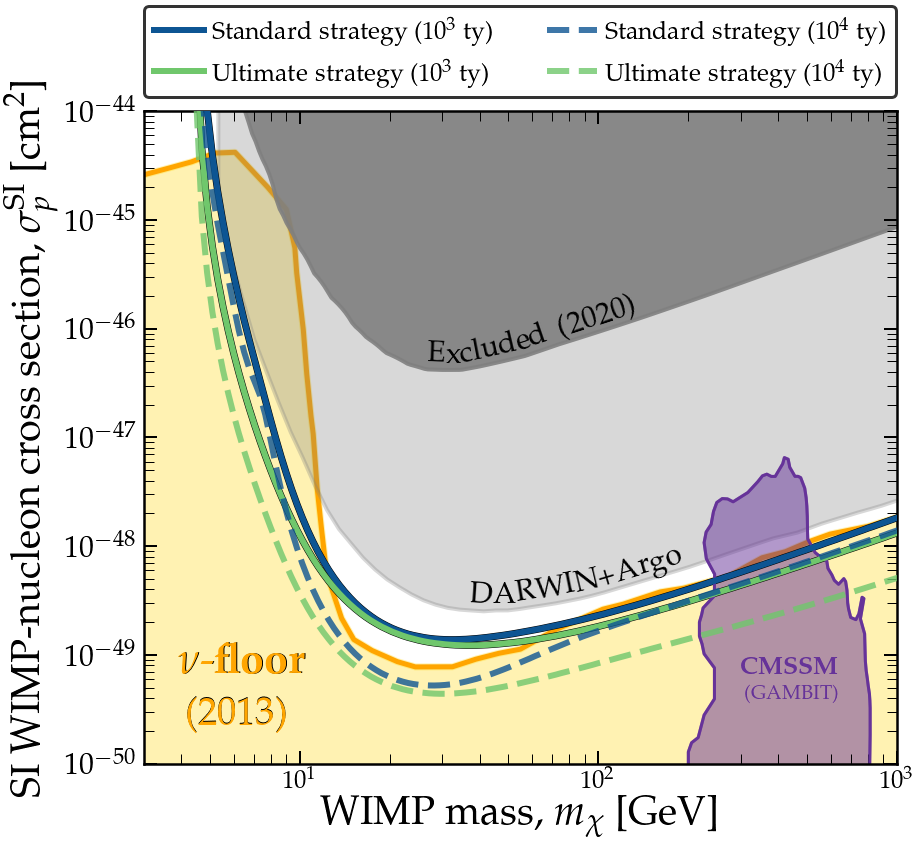 Standard strategy (10³ ty)
Standard strategy (10⁴ ty)
Ultimate strategy (10³ ty)
Ultimate strategy (10⁴ ty)
SI WIMP-nucleon cross section, σₚ^SI [cm²]
10⁻⁴⁴
10⁻⁴⁵
10⁻⁴⁶
10⁻⁴⁷
10⁻⁴⁸
10⁻⁴⁹
10⁻⁵⁰
Excluded (2020)
DARWIN+Argo
ν-floor
(2013)
CMSSM
(GAMBIT)
10¹
10²
10³
WIMP mass, mᵪ [GeV]